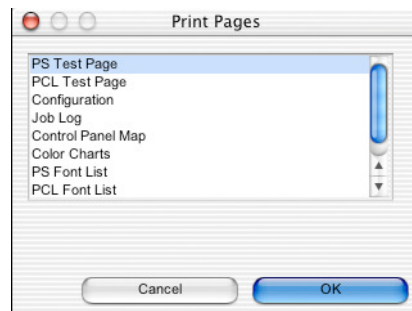 Print Pages
PS Test Page
PCL Test Page
Configuration
Job Log
Control Panel Map
Color Charts
PS Font List
PCL Font List
Cancel OK